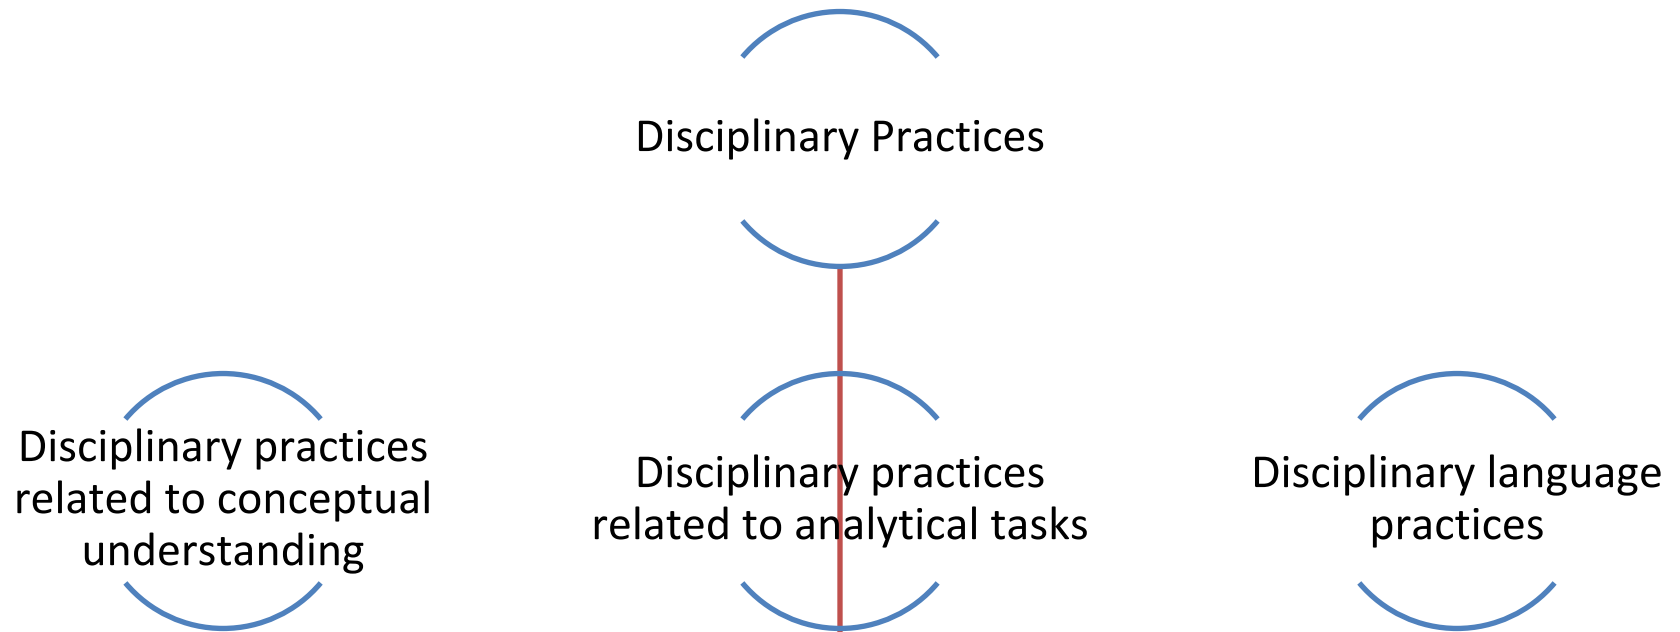 Disciplinary Practices
Disciplinary practices
related to conceptual
understanding
Disciplinary practices
related to analytical tasks
Disciplinary language
practices